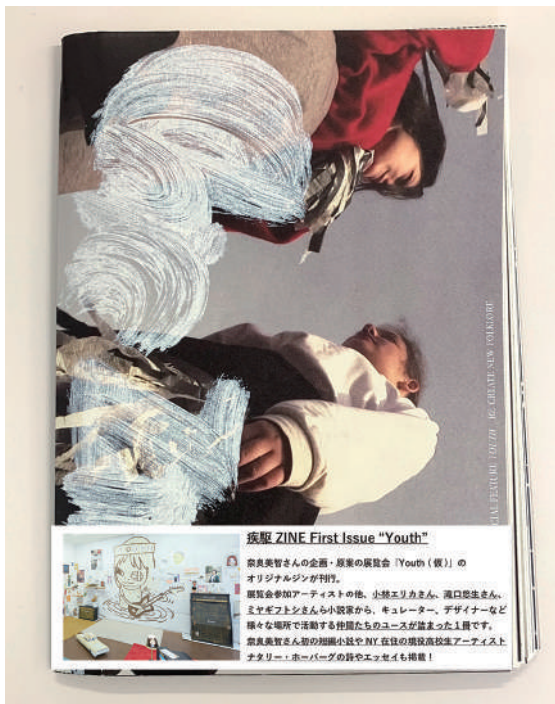 CIAL FEATURE YOUTH RE-CREATE NEW FOLKLORE
疾駆 ZINE First Issue “Youth”
奈良美智さんの企画・原案の展覧会『Youth（仮）』の
オリジナルジンが刊行。
展覧会参加アーティストの他、小林エリカさん、滝口悠生さん、
ミヤギフトシさんら小説家から、キュレーター、デザイナーなど
様々な場所で活動する仲間たちのユースが詰まった１冊です。
奈良美智さん初の短編小説や NY 在住の現役高校生アーティスト
ナタリー・ホーバーグの詩やエッセイも掲載！